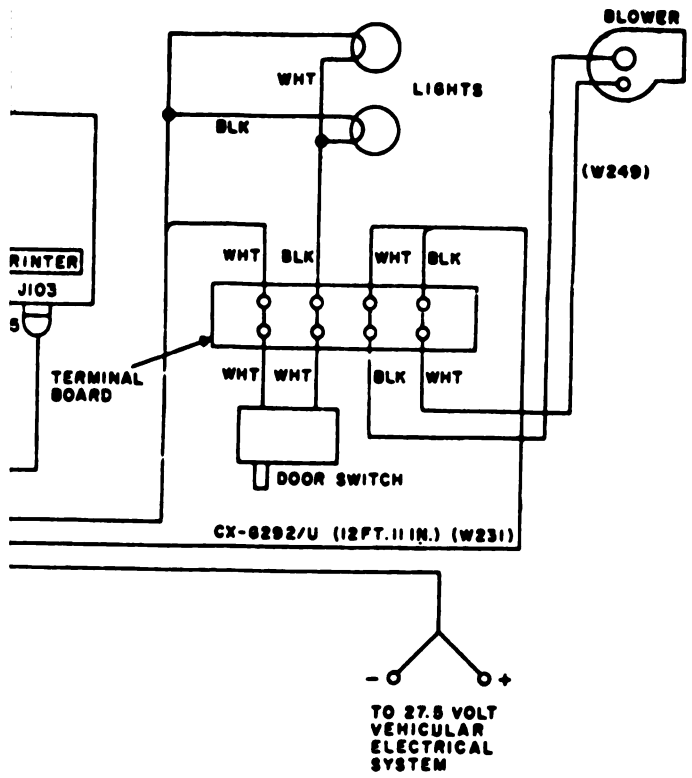 BLOWER
WHT
LIGHTS
BLK
(W249)
WHT
BLK
WHT
BLK
RINTER
J103
5
TERMINAL
BOARD
WHT
WHT
BLK
WHT
DOOR SWITCH
CX-6292/U (12FT.11IN.) (W231)
-
+
TO 27.5 VOLT
VEHICULAR
ELECTRICAL
SYSTEM